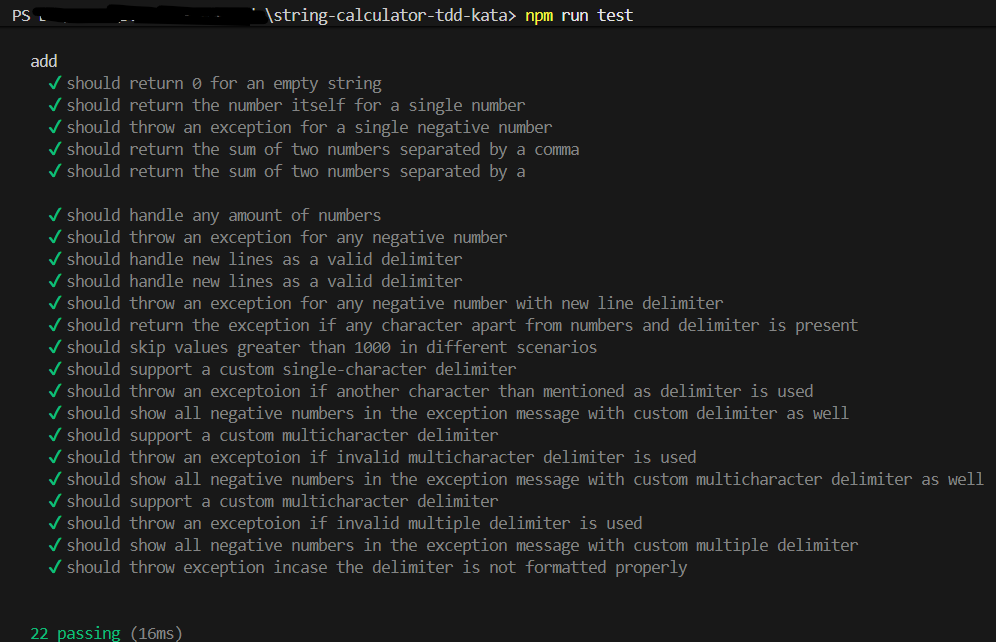 PS \string-calculator-tdd-kata> npm run test
add
✓ should return 0 for an empty string
✓ should return the number itself for a single number
✓ should throw an exception for a single negative number
✓ should return the sum of two numbers separated by a comma
✓ should return the sum of two numbers separated by a
✓ should handle any amount of numbers
✓ should throw an exception for any negative number
✓ should handle new lines as a valid delimiter
✓ should handle new lines as a valid delimiter
✓ should throw an exception for any negative number with new line delimiter
✓ should return the exception if any character apart from numbers and delimiter is present
✓ should skip values greater than 1000 in different scenarios
✓ should support a custom single-character delimiter
✓ should throw an exceptoion if another character than mentioned as delimiter is used
✓ should show all negative numbers in the exception message with custom delimiter as well
✓ should support a custom multicharacter delimiter
✓ should throw an exceptoion if invalid multicharacter delimiter is used
✓ should show all negative numbers in the exception message with custom multicharacter delimiter as well
✓ should support a custom multicharacter delimiter
✓ should throw an exceptoion if invalid multiple delimiter is used
✓ should show all negative numbers in the exception message with custom multiple delimiter
✓ should throw exception incase the delimiter is not formatted properly
22 passing (16ms)